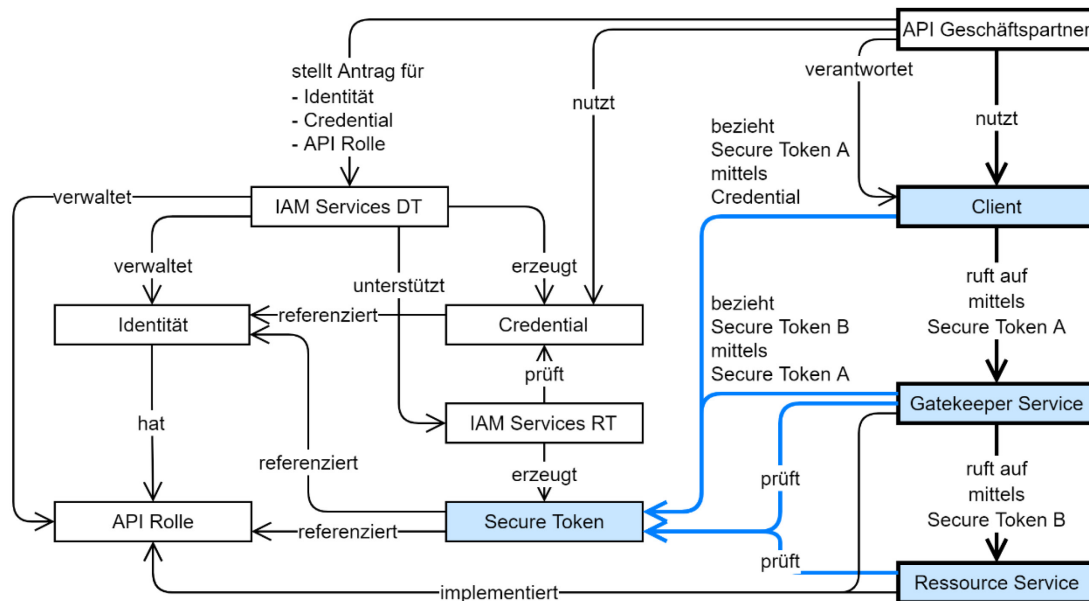 API Geschäftspartner
stellt Antrag für
- Identität
- Credential
- API Rolle
nutzt
verantwortet
nutzt
bezieht
Secure Token A
mittels
Credential
verwaltet
IAM Services DT
Client
verwaltet
unterstützt
erzeugt
ruft auf
mittels
Secure Token A
Identität
referenziert
Credential
bezieht
Secure Token B
mittels
Secure Token A
prüft
hat
IAM Services RT
Gatekeeper Service
referenziert
erzeugt
prüft
ruft auf
mittels
Secure Token B
API Rolle
referenziert
Secure Token
prüft
implementiert
Ressource Service